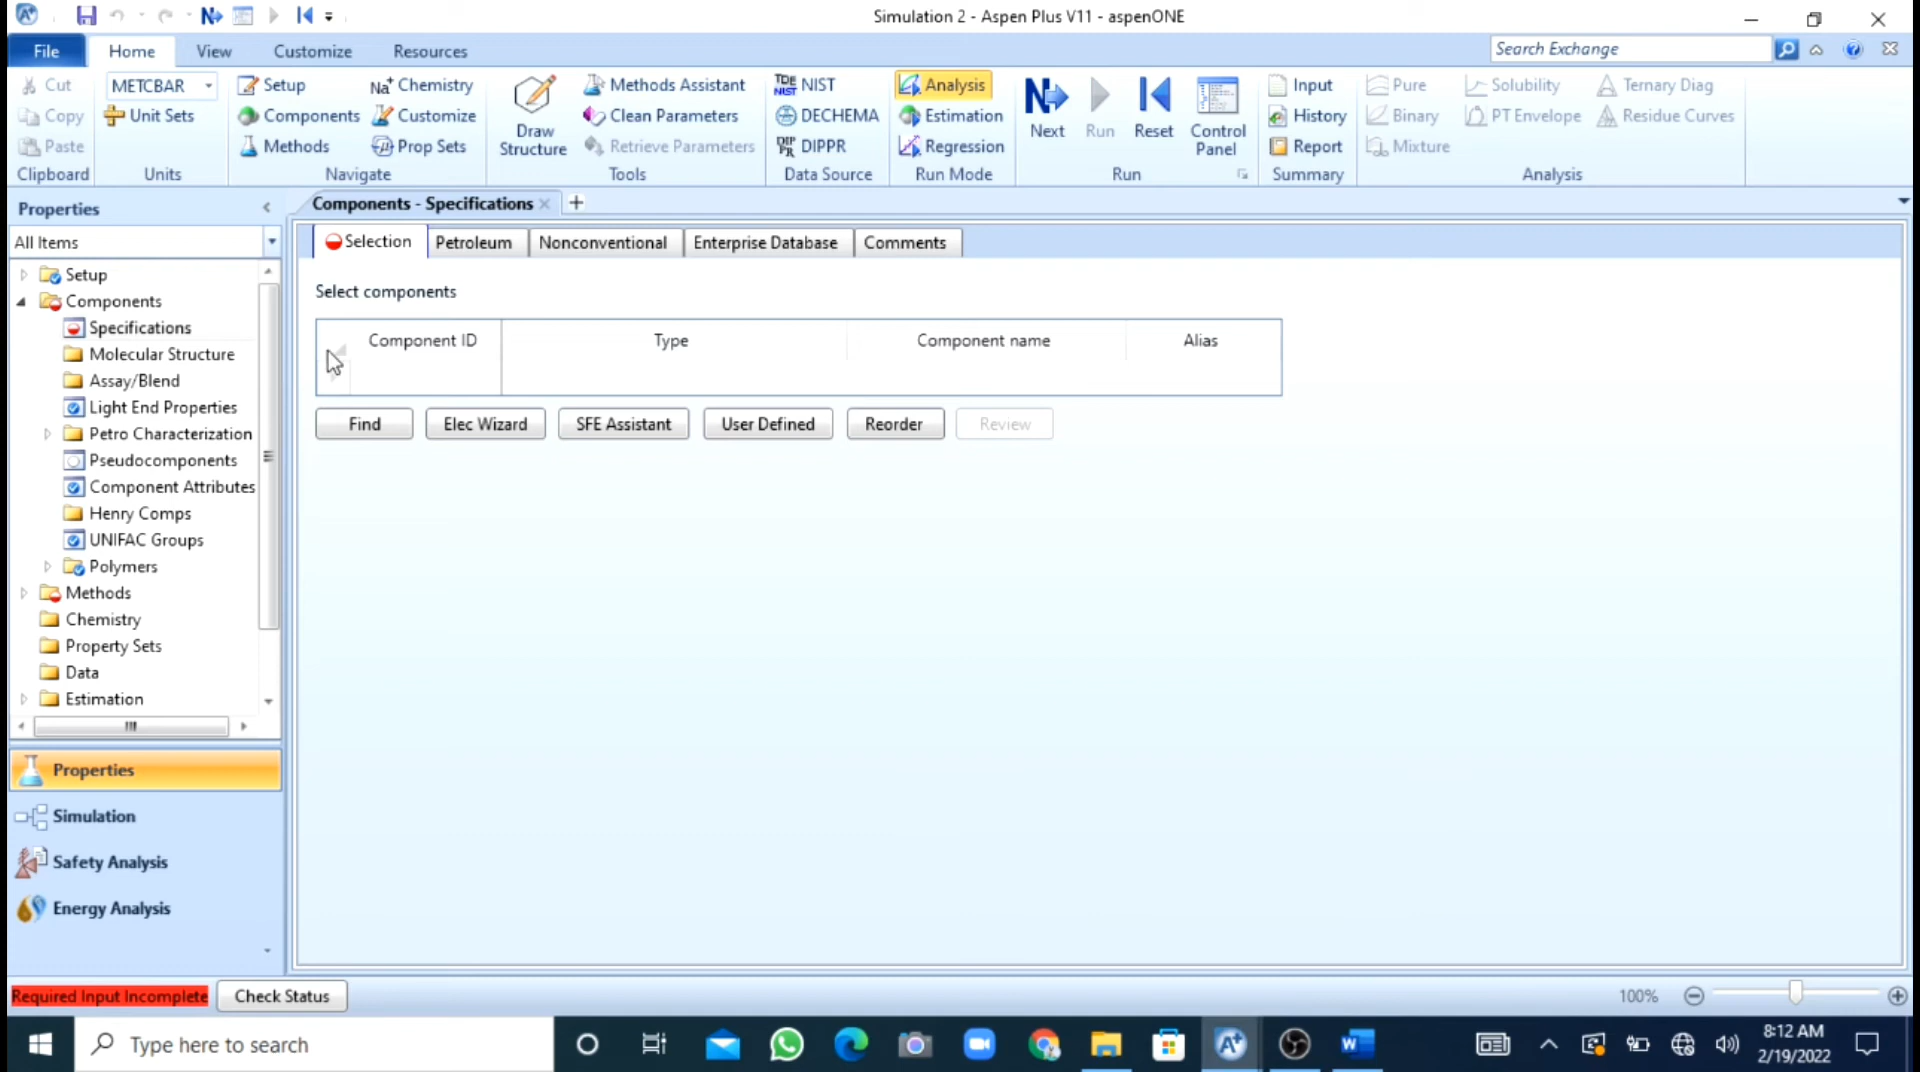 Simulation 2 - Aspen Plus V11 - aspenONE
File Home View Customize Resources
Search Exchange
Cut
Copy
Paste
Clipboard
METCBAR
Unit Sets
Units
Setup
Components
Methods
Na+ Chemistry
Customize
Prop Sets
Navigate
Draw
Structure
Methods Assistant
Clean Parameters
Retrieve Parameters
Tools
NIST
DECHEMA
DIPPR
Data Source
Analysis
Estimation
Regression
Run Mode
Next
Run
Reset
Control
Panel
Run
Input
History
Report
Summary
Pure
Binary
Mixture
Solubility
PT Envelope
Ternary Diag
Residue Curves
Analysis
Properties
All Items
Setup
Components
Specifications
Molecular Structure
Assay/Blend
Light End Properties
Petro Characterization
Pseudocomponents
Component Attributes
Henry Comps
UNIFAC Groups
Polymers
Methods
Chemistry
Property Sets
Data
Estimation
Properties
Simulation
Safety Analysis
Energy Analysis
Components - Specifications
Selection Petroleum Nonconventional Enterprise Database Comments
Select components
Component ID Type Component name Alias
Find Elec Wizard SFE Assistant User Defined Reorder Review
Required Input Incomplete Check Status
100%
Type here to search
8:12 AM
2/19/2022